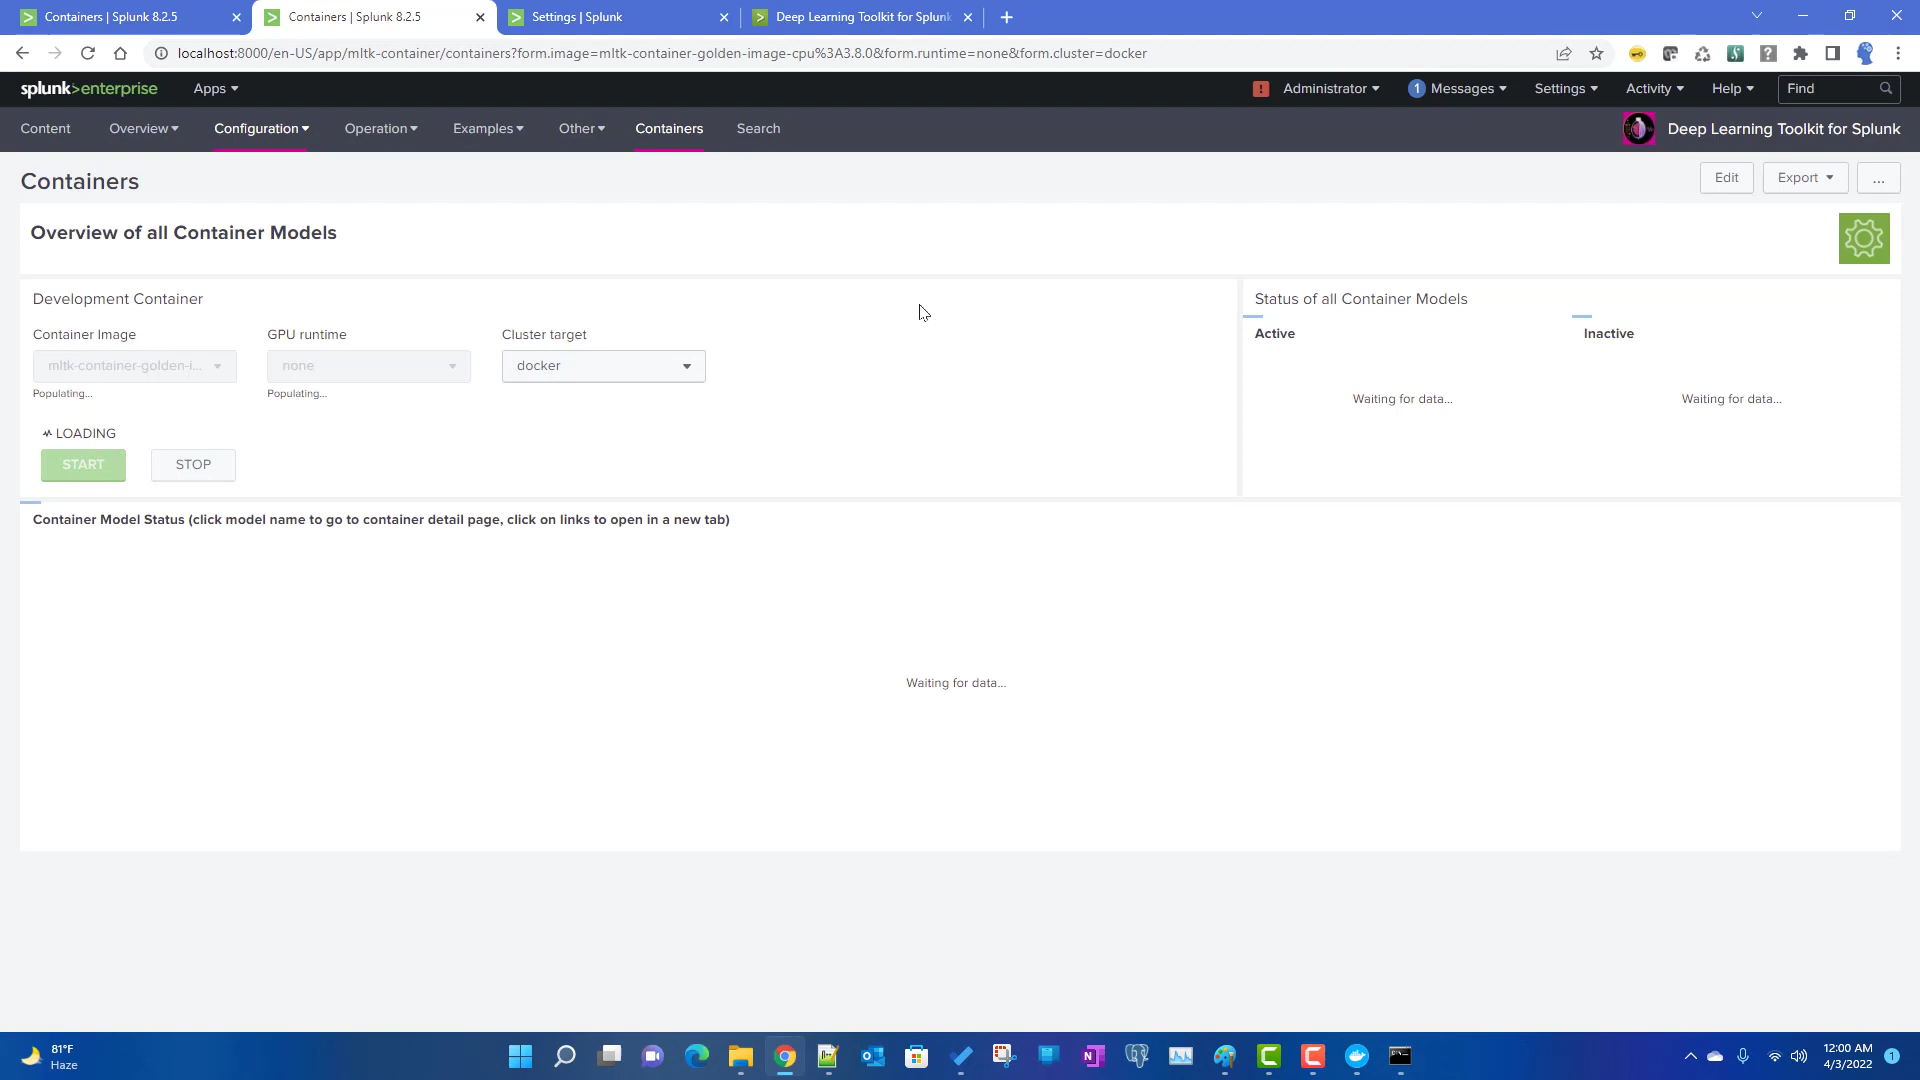 Containers | Splunk 8.2.5
Containers | Splunk 8.2.5
Settings | Splunk
Deep Learning Toolkit for Splunk
localhost:8000/en-US/app/mltk-container/containers?form.image=mltk-container-golden-image-cpu%3A3.8.0&form.runtime=none&form.cluster=docker
splunk>enterprise
Apps
!
Administrator
1
Messages
Settings
Activity
Help
Find
Content
Overview
Configuration
Operation
Examples
Other
Containers
Search
Deep Learning Toolkit for Splunk
Containers
Edit
Export
...
Overview of all Container Models
Development Container
Container Image
GPU runtime
Cluster target
mltk-container-golden-i...
none
docker
Populating...
Populating...
LOADING
START
STOP
Status of all Container Models
Active
Inactive
Waiting for data...
Waiting for data...
Container Model Status (click model name to go to container detail page, click on links to open in a new tab)
Waiting for data...
81°F
Haze
12:00 AM
4/3/2022
1